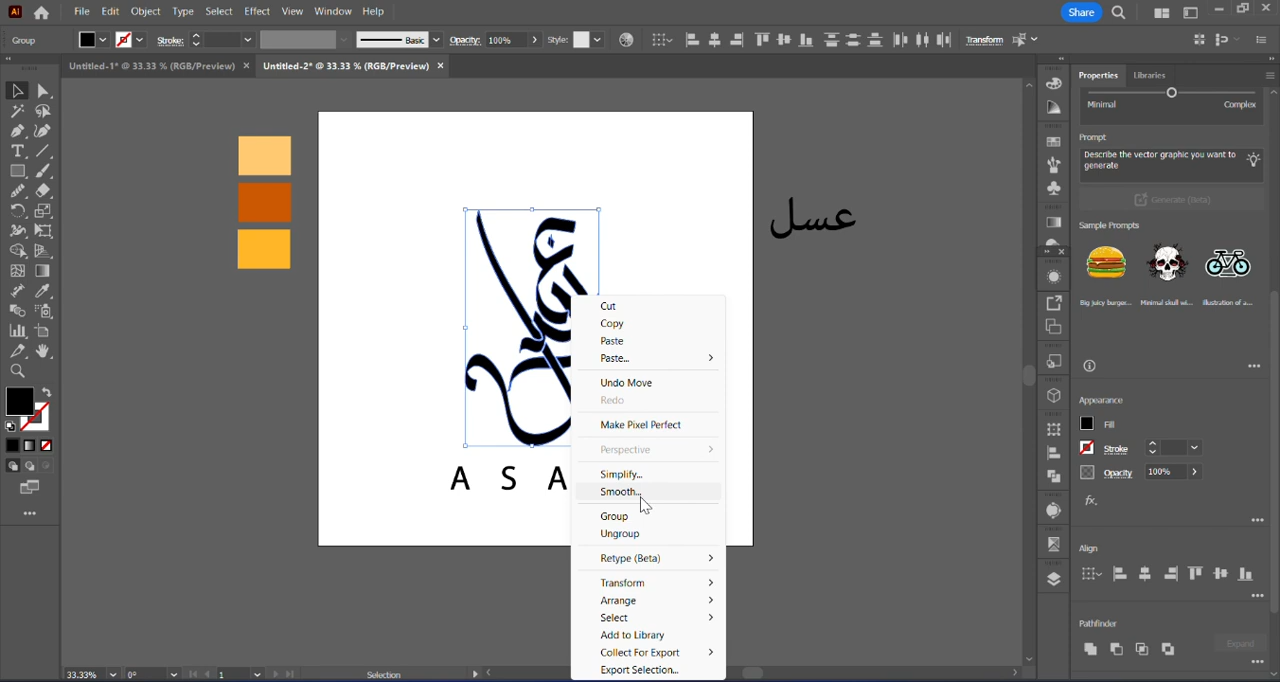 Ai File Edit Object Type Select Effect View Window Help Share
Group Stroke: Basic Opacity: 100% Style: Transform
Untitled-1* @ 33.33 % (RGB/Preview) × Untitled-2* @ 33.33 % (RGB/Preview) ×
Properties Libraries
Minimal Complex
Prompt
Describe the vector graphic you want to
generate
Generate (Beta)
Sample Prompts
Big juicy burger... Minimal skull wi... Illustration of a...
عسل
A S A
Cut
Copy
Paste
Paste...
Undo Move
Redo
Make Pixel Perfect
Perspective
Simplify...
Smooth...
Group
Ungroup
Retype (Beta)
Transform
Arrange
Select
Add to Library
Collect For Export
Export Selection...
Appearance
Fill
Stroke
Opacity 100%
fx.
Align
Pathfinder
Expand
33.33% 0° 1 Selection